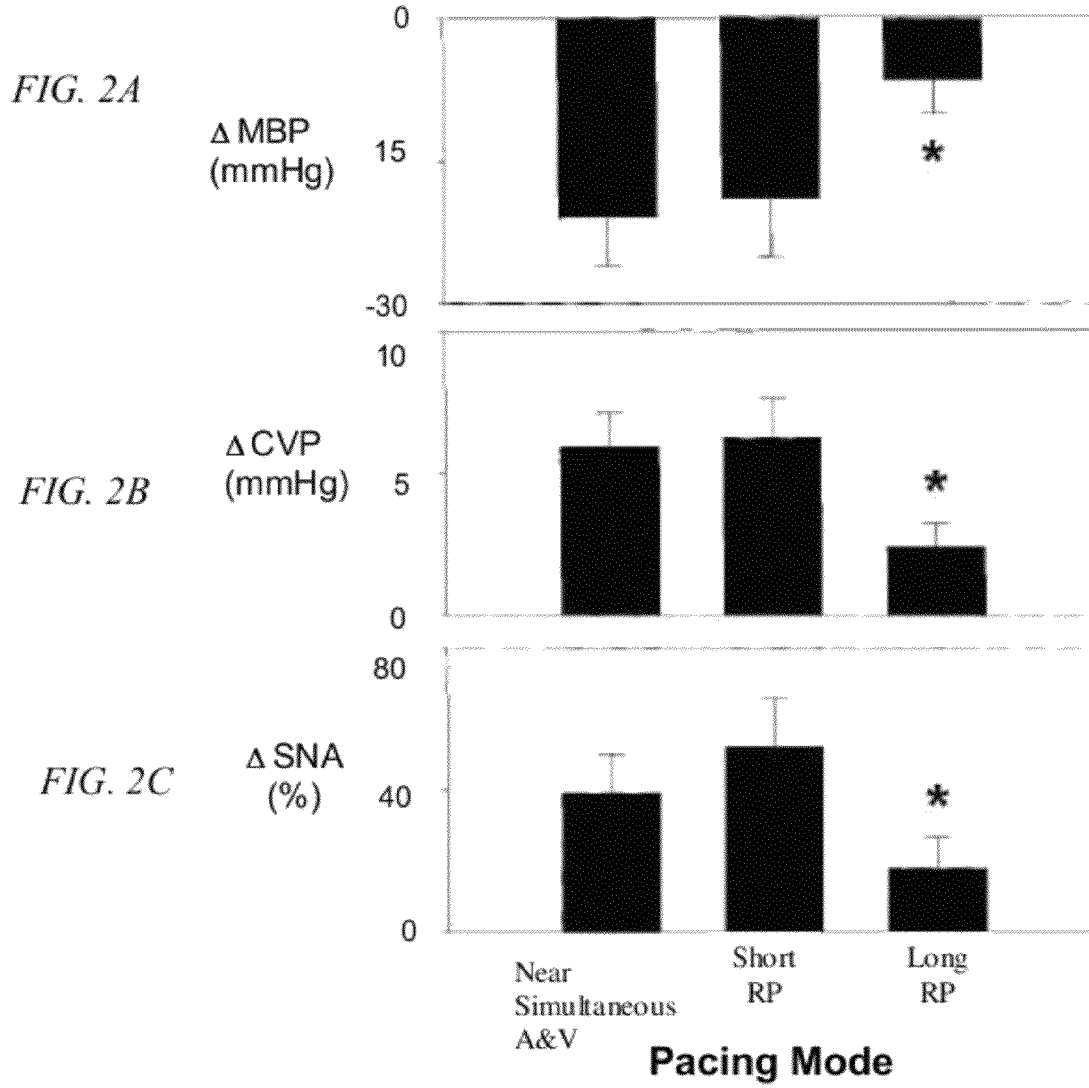 0
FIG. 2A
Δ MBP
(mmHg)
15
*
-30
10
Δ CVP
(mmHg)
5
FIG. 2B
*
0
80
Δ SNA
(%)
FIG. 2C
40
*
0
Near
Simultaneous
A&V
Short
RP
Long
RP
Pacing Mode